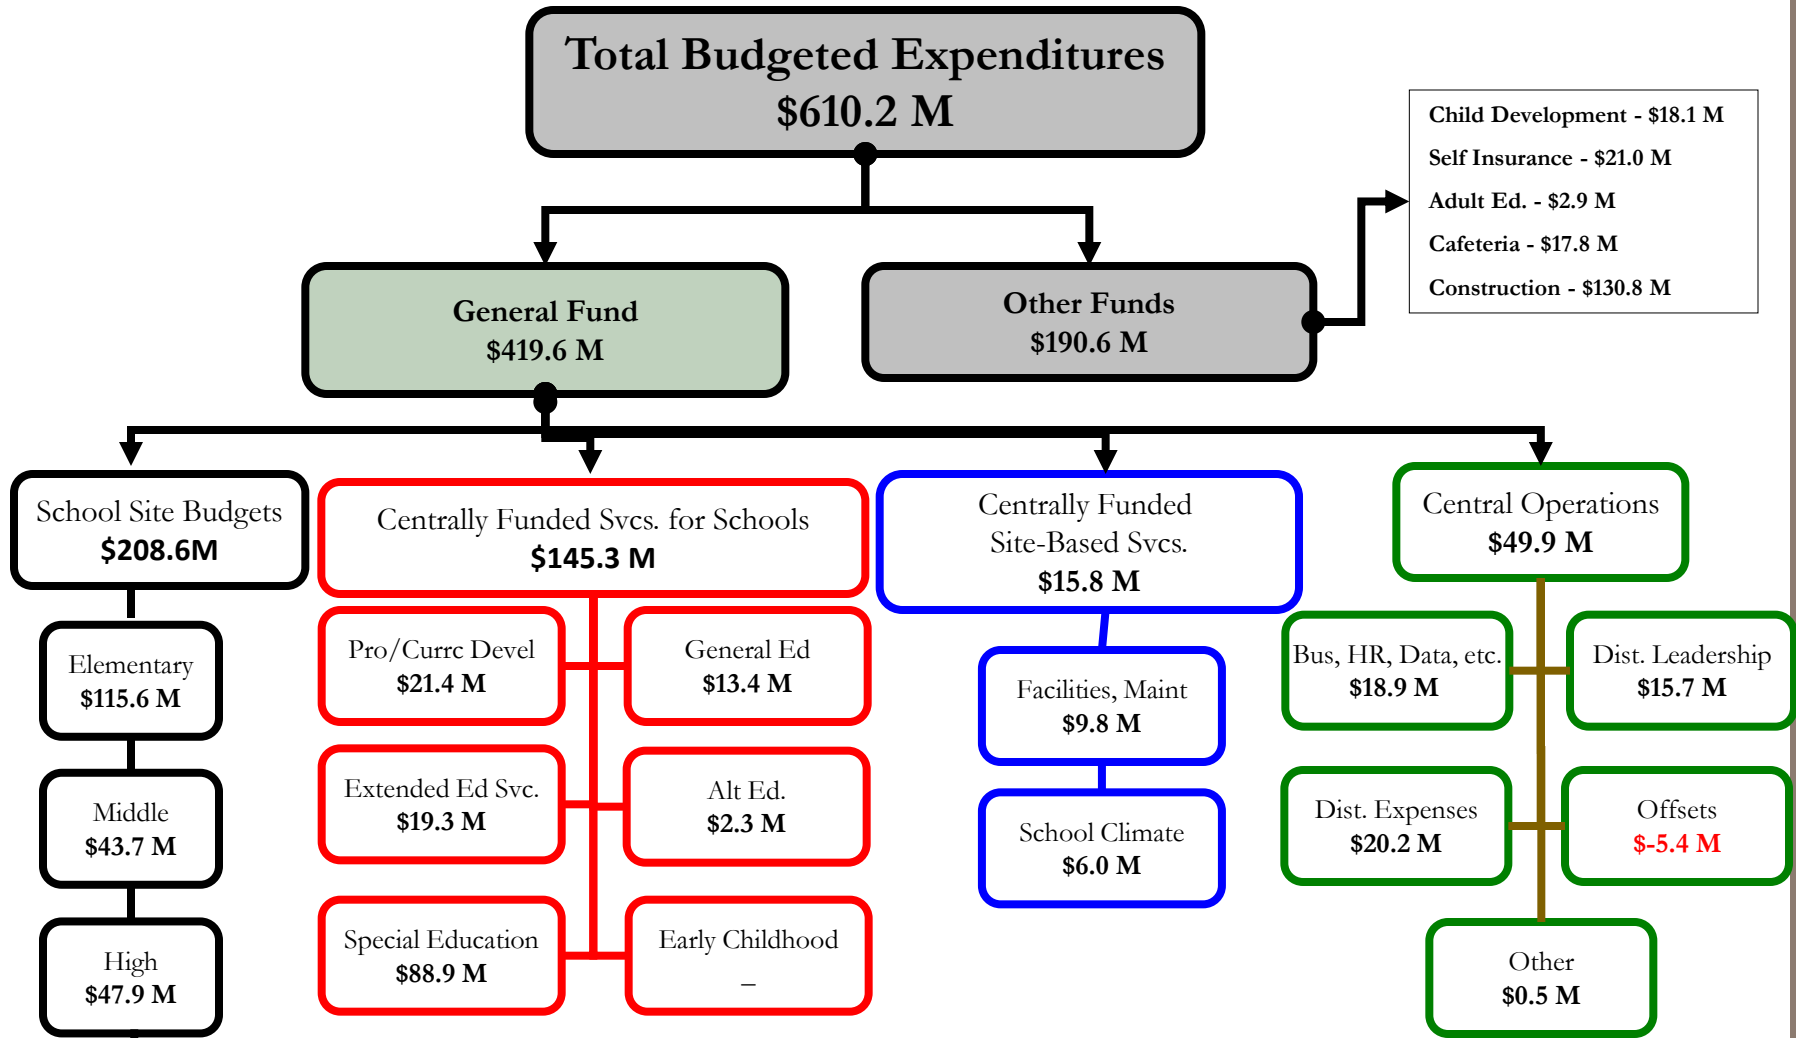 Total Budgeted Expenditures
$610.2 M
Child Development - $18.1 M
Self Insurance - $21.0 M
Adult Ed. - $2.9 M
Cafeteria - $17.8 M
Construction - $130.8 M
General Fund
$419.6 M
Other Funds
$190.6 M
School Site Budgets
$208.6M
Centrally Funded Svcs. for Schools
$145.3 M
Centrally Funded
Site-Based Svcs.
$15.8 M
Central Operations
$49.9 M
Elementary
$115.6 M
Middle
$43.7 M
High
$47.9 M
Pro/Currc Devel
$21.4 M
General Ed
$13.4 M
Extended Ed Svc.
$19.3 M
Alt Ed.
$2.3 M
Special Education
$88.9 M
Early Childhood
–
Facilities, Maint
$9.8 M
School Climate
$6.0 M
Bus, HR, Data, etc.
$18.9 M
Dist. Leadership
$15.7 M
Dist. Expenses
$20.2 M
Offsets
$-5.4 M
Other
$0.5 M